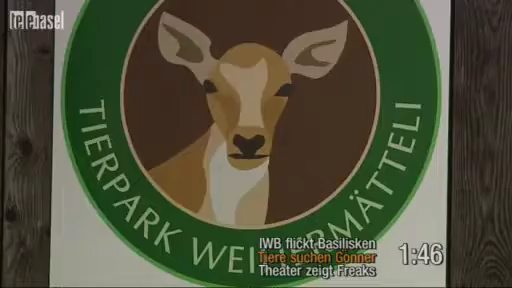 telebasel
TIERPARK WEIHERMÄTTELI
IWB flickt Basilisken
Tiere suchen Gönner
Theater zeigt Freaks
1:46